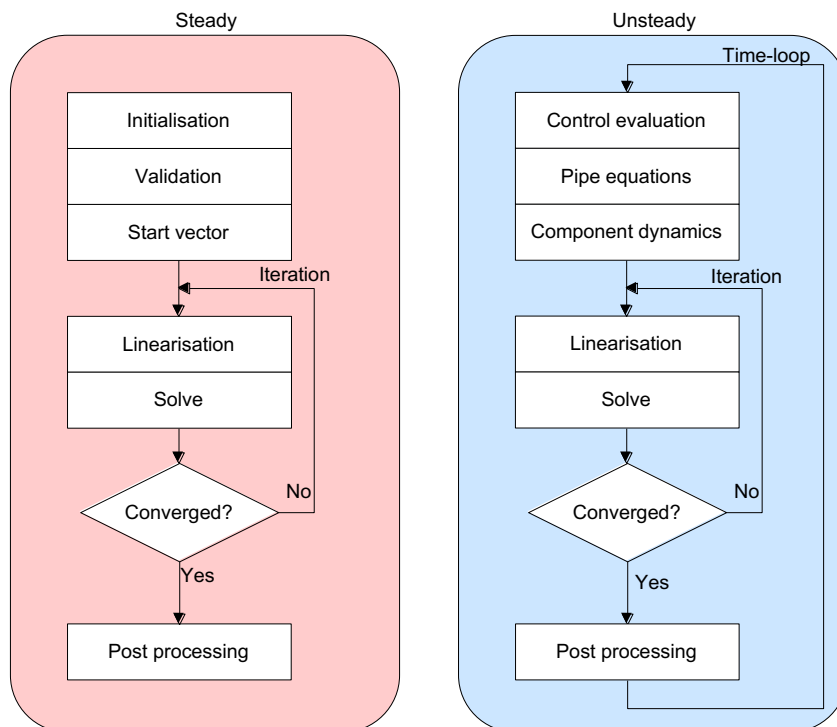 Steady
Initialisation
Validation
Start vector
Iteration
Linearisation
Solve
Converged?
No
Yes
Post processing
Unsteady
Time-loop
Control evaluation
Pipe equations
Component dynamics
Iteration
Linearisation
Solve
Converged?
No
Yes
Post processing